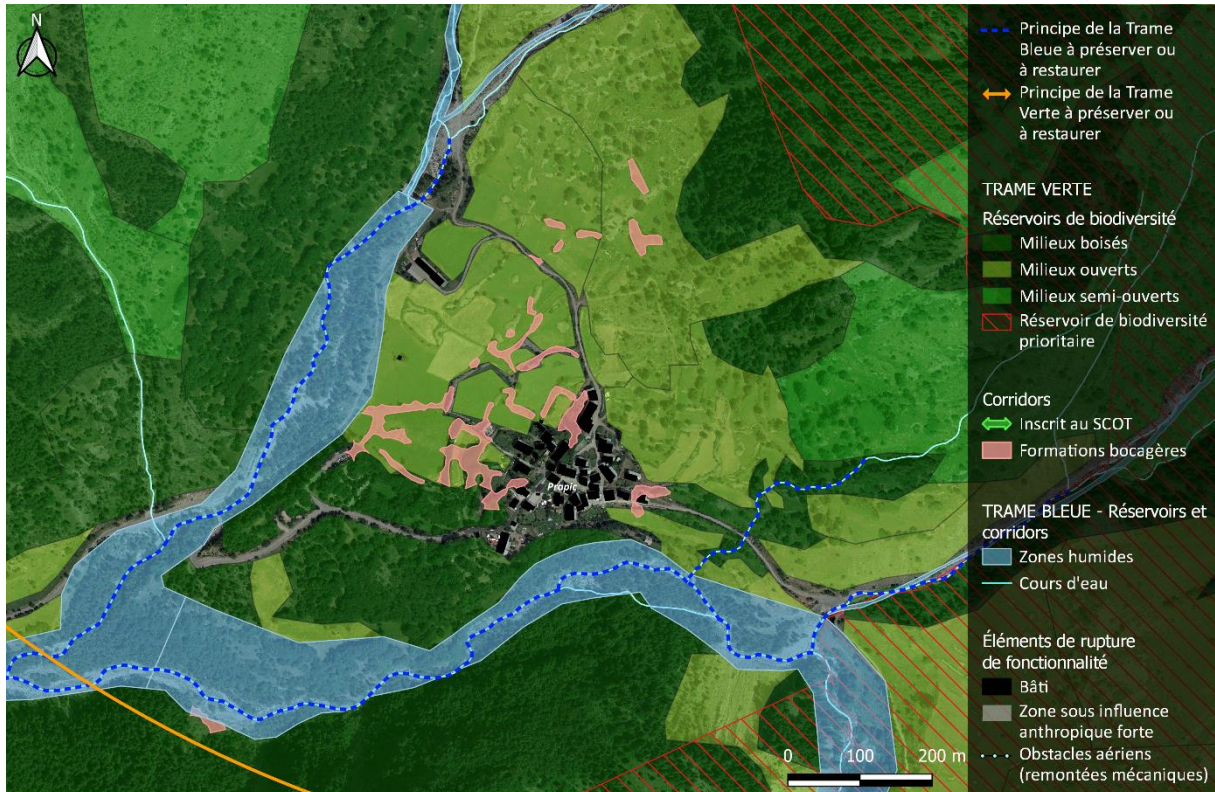 N
Principe de la Trame
Bleue à préserver ou
à restaurer
Principe de la Trame
Verte à préserver ou
à restaurer
TRAME VERTE
Réservoirs de biodiversité
Milieux boisés
Milieux ouverts
Milieux semi-ouverts
Réservoir de biodiversité
prioritaire
Corridors
Inscrit au SCOT
Formations bocagères
TRAME BLEUE - Réservoirs et
corridors
Zones humides
Cours d'eau
Éléments de rupture
de fonctionnalité
Bâti
Zone sous influence
anthropique forte
Obstacles aériens
(remontées mécaniques)
Prapic
0 100 200 m